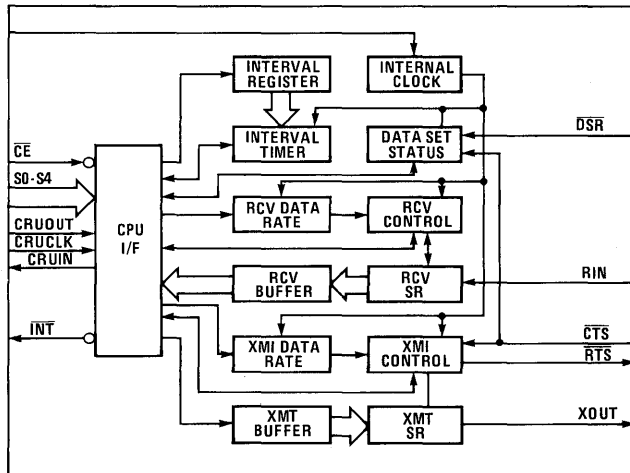 INTERVAL
REGISTER
INTERNAL
CLOCK
INTERVAL
TIMER
DATA SET
STATUS
DSR
CE
S0-S4
CPU
I/F
RCV DATA
RATE
RCV
CONTROL
CRUOUT
CRUCLK
CRUIN
RCV
BUFFER
RCV
SR
RIN
INT
XMI DATA
RATE
XMI
CONTROL
CTS
RTS
XMT
BUFFER
XMT
SR
XOUT